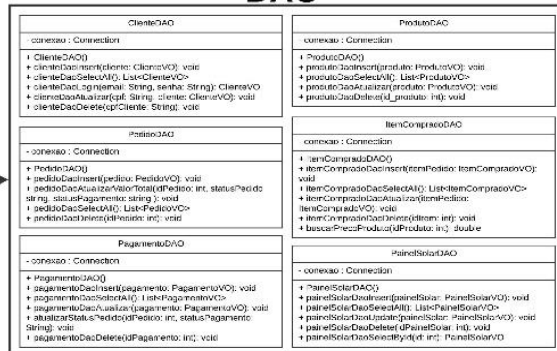 DAO
ClienteDAO
- conexao : Connection
+ ClienteDAO()
+ clienteDaoInsert(cliente: ClienteVO): void
+ clienteDaoSelectAll(): List<ClienteVO>
+ clienteDaoLogin(email: String, senha: String): ClienteVO
+ clienteDaoAtualizar(cpf: String, cliente: ClienteVO): void
+ clienteDaoDelete(cpfCliente: String): void
PedidoDAO
- conexao : Connection
+ PedidoDAO()
+ pedidoDaoInsert(pedido: PedidoVO): void
+ pedidoDaoAtualizarValorTotal(idPedido: int, statusPedido
string, statusPagamento: string ): void
+ pedidoDaoSelectAll(): List<PedidoVO>
+ pedidoDaoDelete(idPedido: int): void
PagamentoDAO
- conexao : Connection
+ PagamentoDAO()
+ pagamentoDaoInsert(pagamento: PagamentoVO): void
+ pagamentoDaoSelectAll(): List<PagamentoVO>
+ pagamentoDaoAtualizar(pagamento: PagamentoVO): void
+ atualizarStatusPedido(idPedido: int, statusPagamento:
String): void
+ pagamentoDaoDelete(idPagamento: int): void
ProdutoDAO
- conexao : Connection
+ ProdutoDAO()
+ produtoDaoInsert(produto: ProdutoVO): void
+ produtoDaoSelectAll(): List<ProdutoVO>
+ produtoDaoAtualizar(produto: ProdutoVO): void
+ produtoDaoDelete(id_produto: int): void
ItemCompradoDAO
- conexao : Connection
+ ItemCompradoDAO()
+ itemCompradoDaoInsert(itemPedido: ItemCompradoVO):
void
+ itemCompradoDaoSelectAll(): List<ItemCompradoVO>
+ itemCompradoDaoAtualizar(itemPedido:
ItemCompradoVO): void
+ itemCompradoDaoDelete(idItem: int): void
+ buscarPrecoProduto(idProduto: int): double
PainelSolarDAO
- conexao : Connection
+ PainelSolarDAO()
+ painelSolarDaoInsert(painelSolar: PainelSolarVO): void
+ painelSolarDaoSelectAll(): List<PainelSolarVO>
+ painelSolarDaoUpdate(painelSolar: PainelSolarVO): void
+ painelSolarDaoDelete(idPainelSolar: int): void
+ painelSolarDaoSelectById(id: int): PainelSolarVO